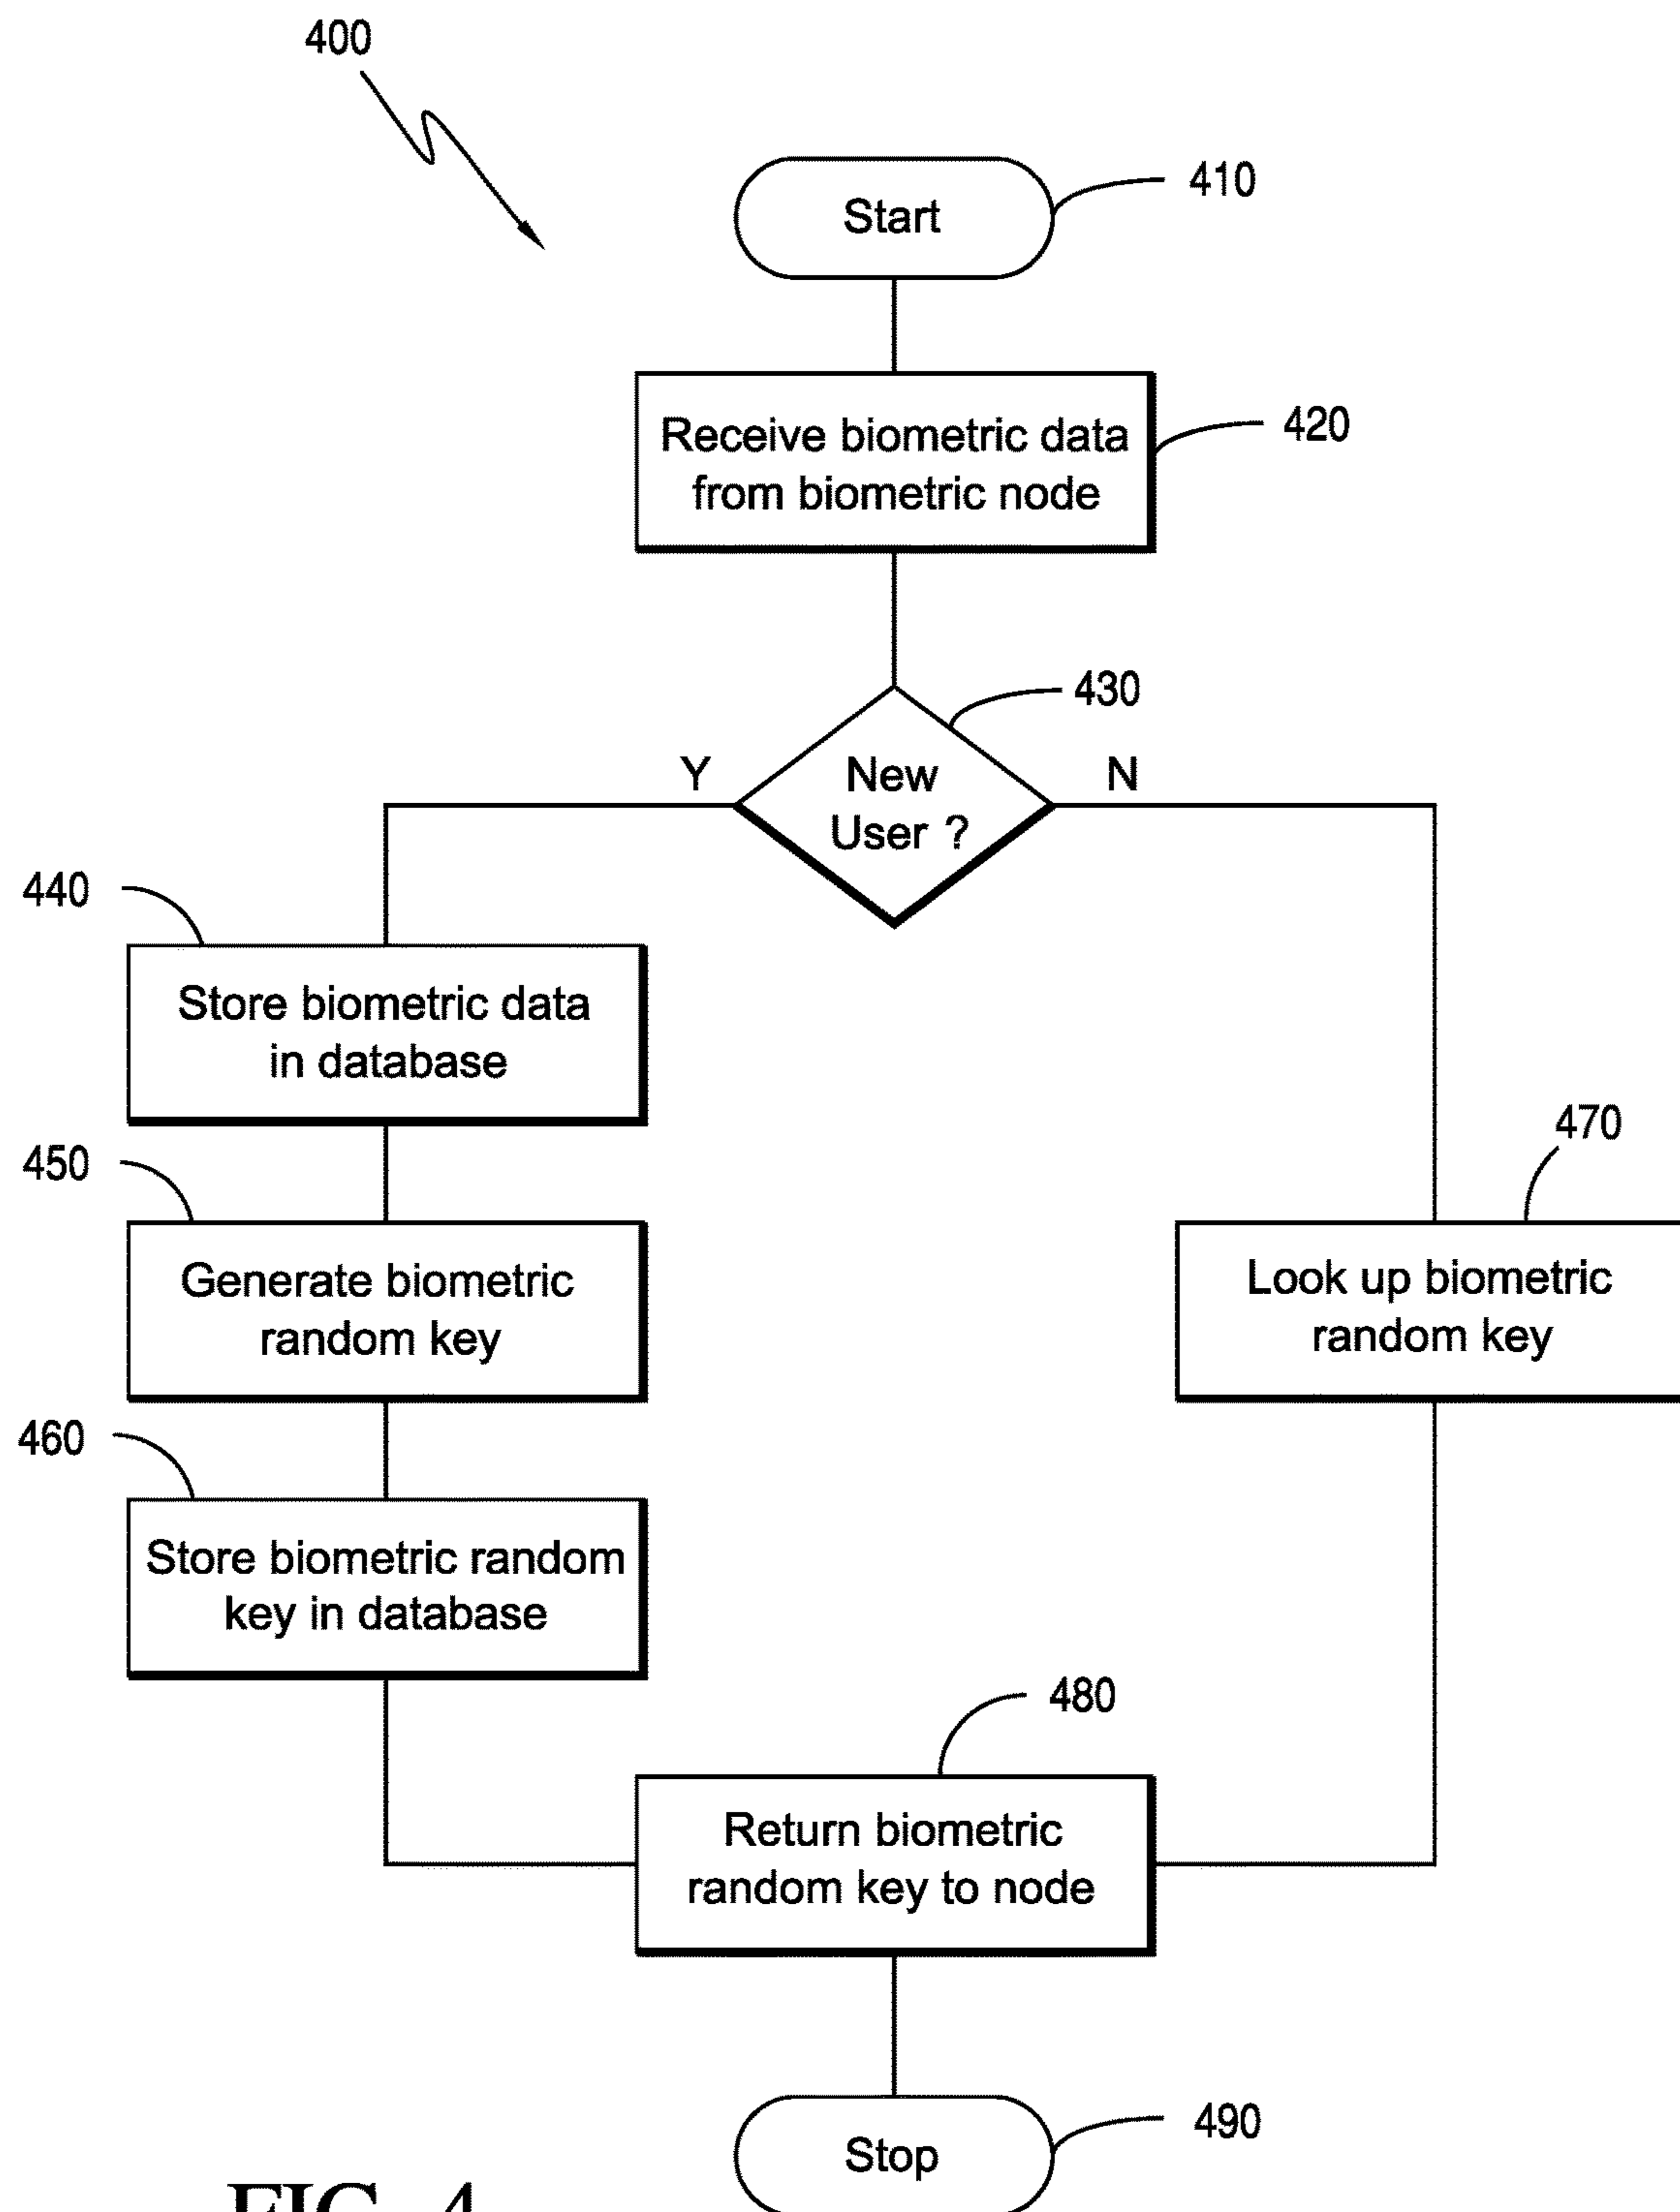 400
Start
410
Receive biometric data
from biometric node
420
430
Y
New
User ?
N
440
Store biometric data
in database
450
Generate biometric
random key
470
Look up biometric
random key
460
Store biometric random
key in database
480
Return biometric
random key to node
Stop
490
FIG. 4